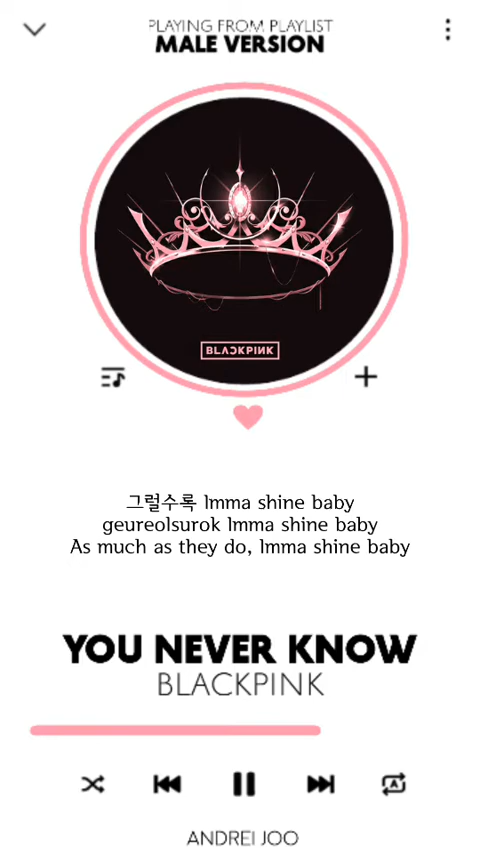 PLAYING FROM PLAYLIST
MALE VERSION
BLACKPINK
그럴수록 Imma shine baby
geureolsurok Imma shine baby
As much as they do, Imma shine baby
YOU NEVER KNOW
BLACKPINK
A
ANDREI JOO